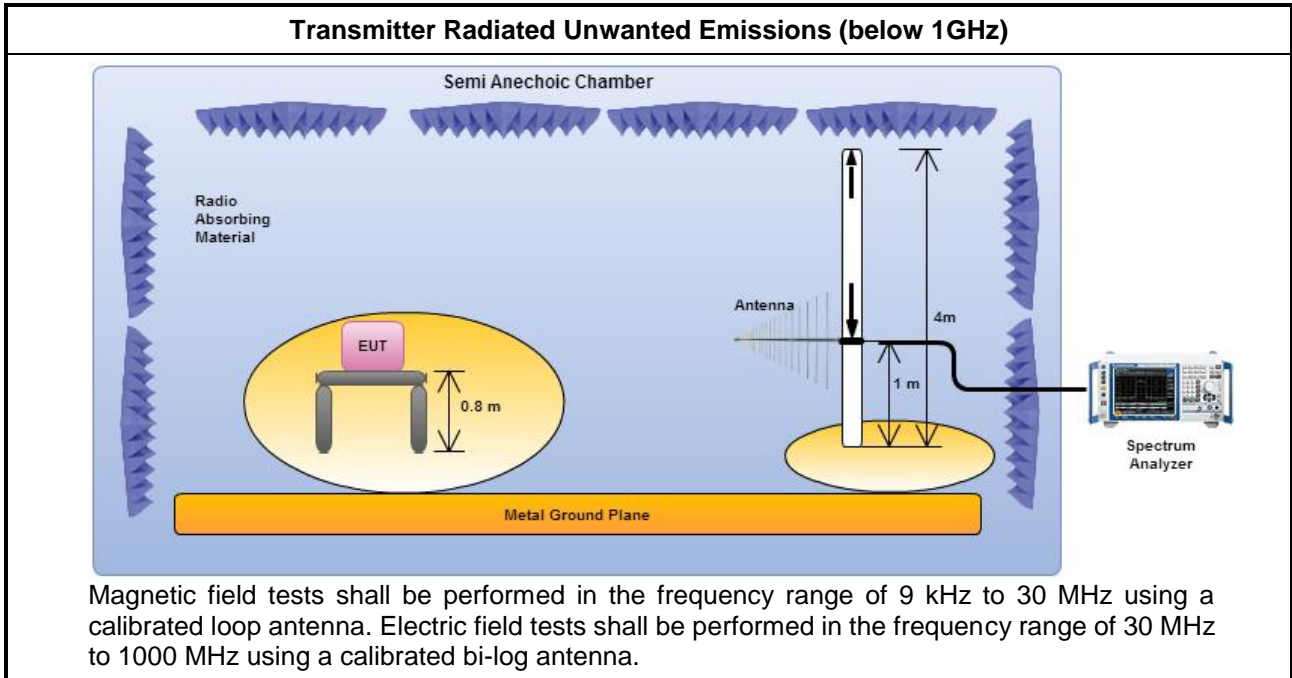 Transmitter Radiated Unwanted Emissions (below 1GHz)
Semi Anechoic Chamber
Radio
Absorbing
Material
Antenna
4m
EUT
1 m
0.8 m
Spectrum
Analyzer
Metal Ground Plane
Magnetic field tests shall be performed in the frequency range of 9 kHz to 30 MHz using a
calibrated loop antenna. Electric field tests shall be performed in the frequency range of 30 MHz
to 1000 MHz using a calibrated bi-log antenna.